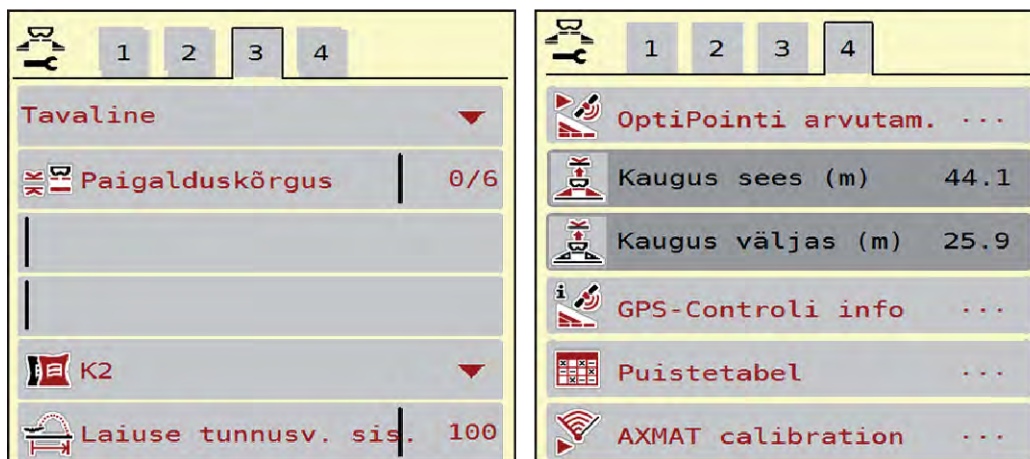 1 2 3 4
Tavaline
Paigalduskõrgus 0/6
K2
Laiuse tunnusv. sis. 100
1 2 3 4
OptiPointi arvutam. ...
Kaugus sees (m) 44.1
Kaugus väljas (m) 25.9
GPS-Controli info ...
Puistetabel ...
AXMAT calibration ...